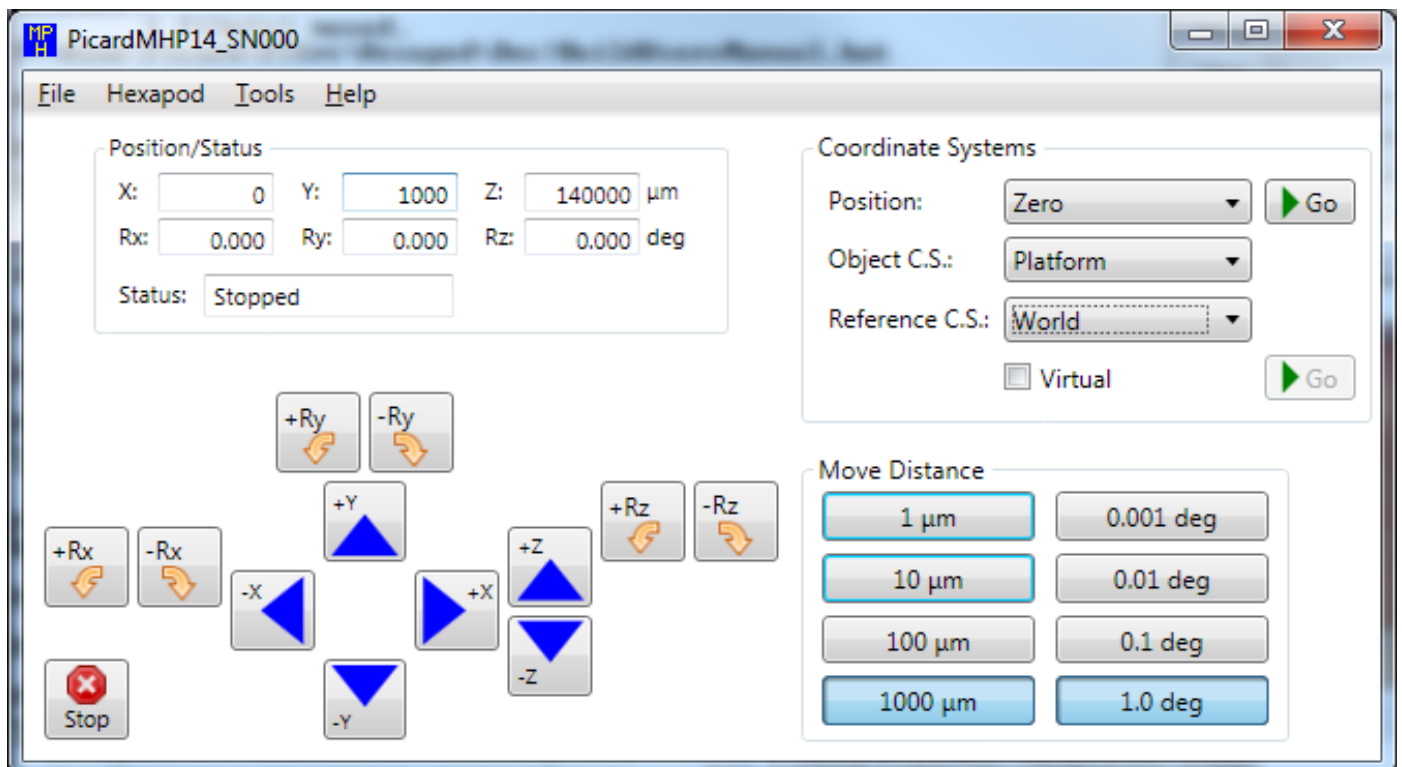 MP
H
PicardMHP14_SN000
File Hexapod Tools Help
Position/Status
X: 0 Y: 1000 Z: 140000 µm
Rx: 0.000 Ry: 0.000 Rz: 0.000 deg
Status: Stopped
Coordinate Systems
Position: Zero Go
Object C.S.: Platform
Reference C.S.: World
Virtual Go
+Ry -Ry
+Y
+Rz -Rz
+Rx -Rx
+Z
-X +X
-Z
-Y
Stop
Move Distance
1 µm 0.001 deg
10 µm 0.01 deg
100 µm 0.1 deg
1000 µm 1.0 deg